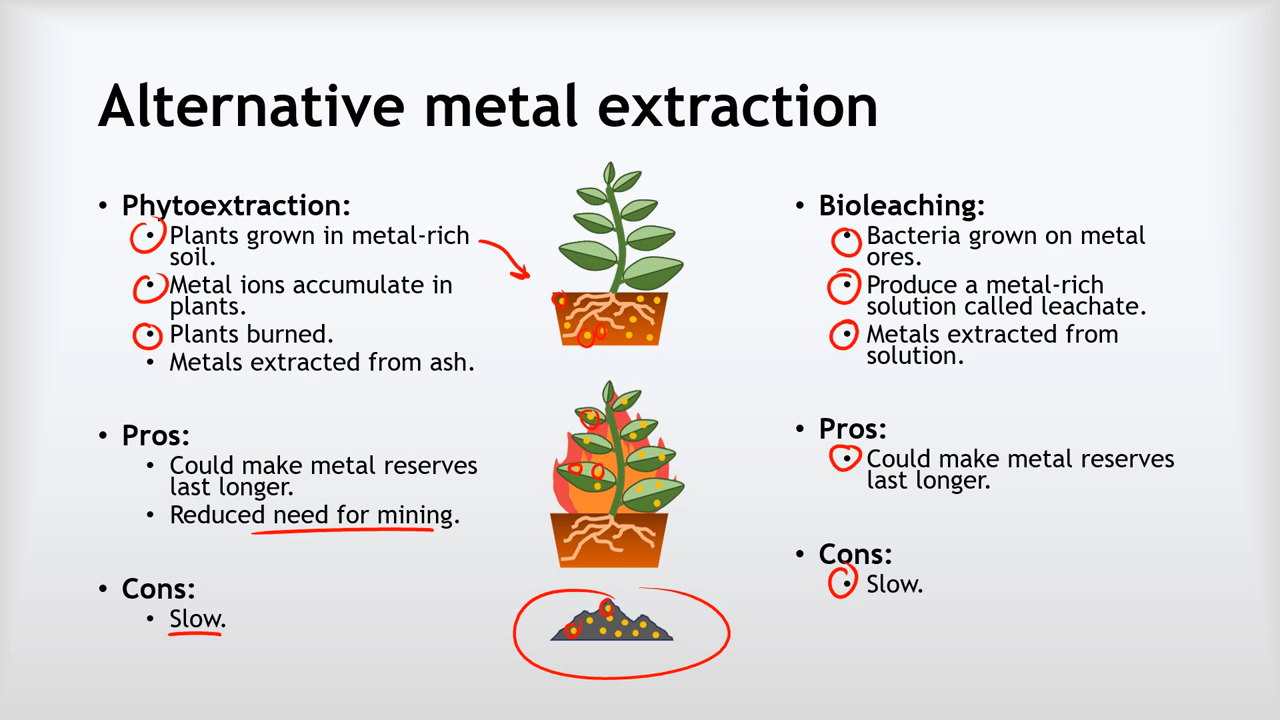 Alternative metal extraction
• Phytoextraction:
• Plants grown in metal-rich
soil.
• Metal ions accumulate in
plants.
• Plants burned.
• Metals extracted from ash.
• Pros:
• Could make metal reserves
last longer.
• Reduced need for mining.
• Cons:
• Slow.
• Bioleaching:
• Bacteria grown on metal
ores.
• Produce a metal-rich
solution called leachate.
• Metals extracted from
solution.
• Pros:
• Could make metal reserves
last longer.
• Cons:
• Slow.